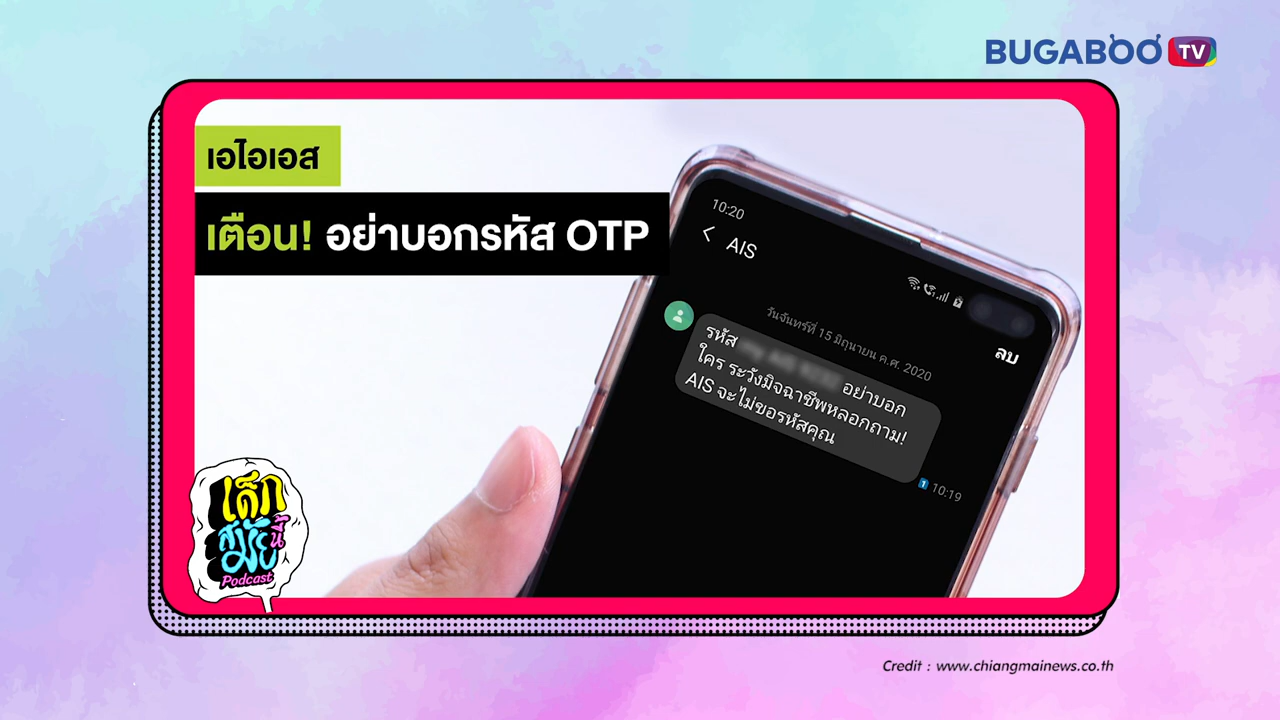 BUGABOO TV
เอไอเอส
เตือน! อย่าบอกรหัส OTP
10:20
AIS
วันจันทร์ที่ 15 มิถุนายน ค.ศ. 2020
ลบ
รหัส อย่าบอก
ใคร ระวังมิจฉาชีพหลอกถาม!
AIS จะไม่ขอรหัสคุณ
1 10:19
เด็ก
สมัยนี้
Podcast
Credit : www.chiangmainews.co.th